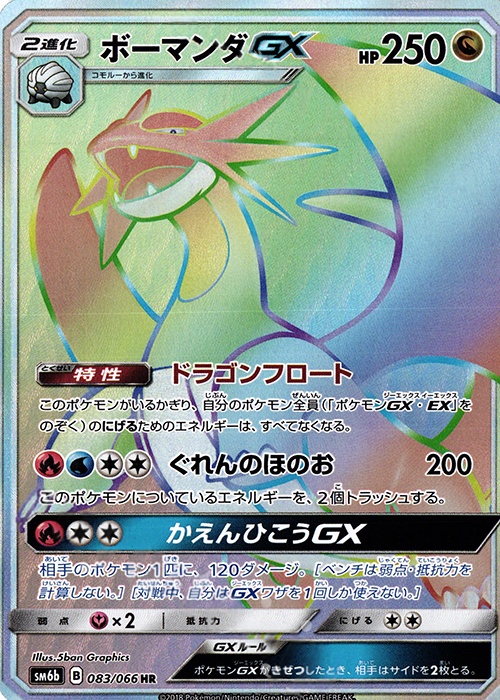 2進化 ボーマンダGX HP250
コモルーから進化
とくせい 特性 ドラゴンフロート
このポケモンがいるかぎり、自分のポケモン全員(「ポケモンGX・EX」を
のぞく)のにげるためのエネルギーは、すべてなくなる。
ぐれんのほのお 200
このポケモンについているエネルギーを、2個トラッシュする。
かえんひこうGX
相手のポケモン1匹に、120ダメージ。[ベンチは弱点・抵抗力を
計算しない。] [対戦中、自分はGXワザを1回しか使えない。]
弱点 ×2 抵抗力 にげる
GXルール
ポケモンGXがきぜつしたとき、相手はサイドを2枚とる。
Illus.5ban Graphics
sm6b B 083/066 HR
©2018 Pokémon/Nintendo/Creatures/GAMEFREAK.